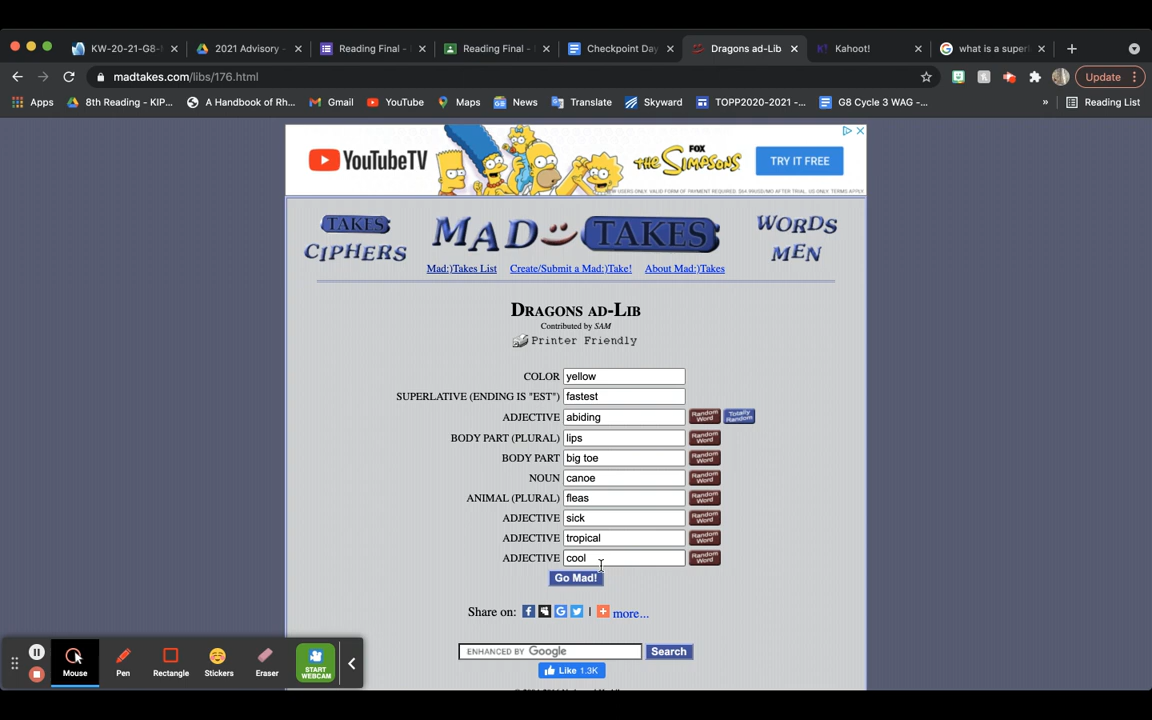 KW-20-21-G8-
2021 Advisory -
Reading Final -
Reading Final -
Checkpoint Day
Dragons ad-Lib
Kahoot!
what is a super
madtakes.com/libs/176.html
Update
Apps
8th Reading - KIP...
A Handbook of Rh...
Gmail
YouTube
Maps
News
Translate
Skyward
TOPP2020-2021 -...
G8 Cycle 3 WAG -...
»
Reading List
YouTubeTV
FOX
THE SIMPSONS
TRY IT FREE
TAKES
CIPHERS
MAD:)TAKES
WORDS
MEN
Mad:)Takes List
Create/Submit a Mad:)Take!
About Mad:)Takes
DRAGONS AD-LIB
Contributed by SAM
Printer Friendly
COLOR yellow
SUPERLATIVE (ENDING IS "EST") fastest
ADJECTIVE abiding Random Word Totally Random
BODY PART (PLURAL) lips Random Word
BODY PART big toe Random Word
NOUN canoe Random Word
ANIMAL (PLURAL) fleas Random Word
ADJECTIVE sick Random Word
ADJECTIVE tropical Random Word
ADJECTIVE cool Random Word
Go Mad!
Share on: | more...
ENHANCED BY Google Search
Like 1.3K
Mouse
Pen
Rectangle
Stickers
Eraser
START WEBCAM